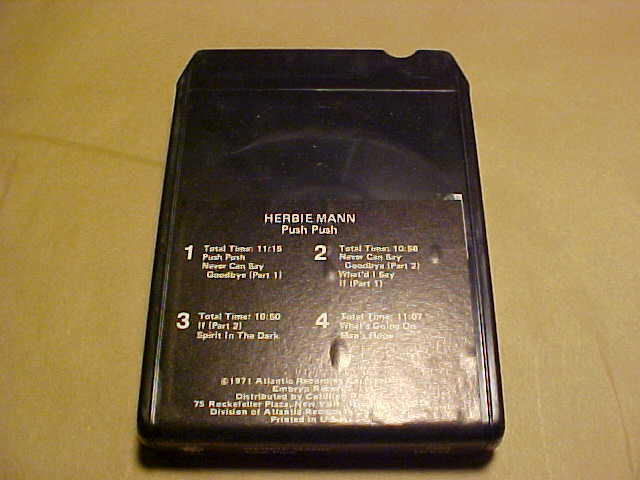 HERBIE MANN
Push Push
1
Total Time: 11:15
Push Push
Never Can Say
Goodbye (Part 1)
2
Total Time: 10:50
Never Can Say
Goodbye (Part 2)
What'd I Say
If (Part 1)
3
Total Time: 10:50
If (Part 2)
Spirit In The Dark
4
Total Time: 11:07
What's Going On
Man's Hope
©1971 Atlantic Recording
Embryo Records
Distributed by Cotillion
75 Rockefeller Plaza, New York
Division of Atlantic Recording
Printed in U.S.A.